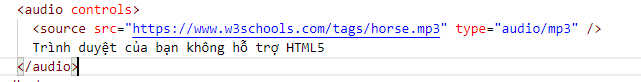 <audio controls>
<source src="https://www.w3schools.com/tags/horse.mp3" type="audio/mp3" />
Trình duyệt của bạn không hỗ trợ HTML5
</audio>